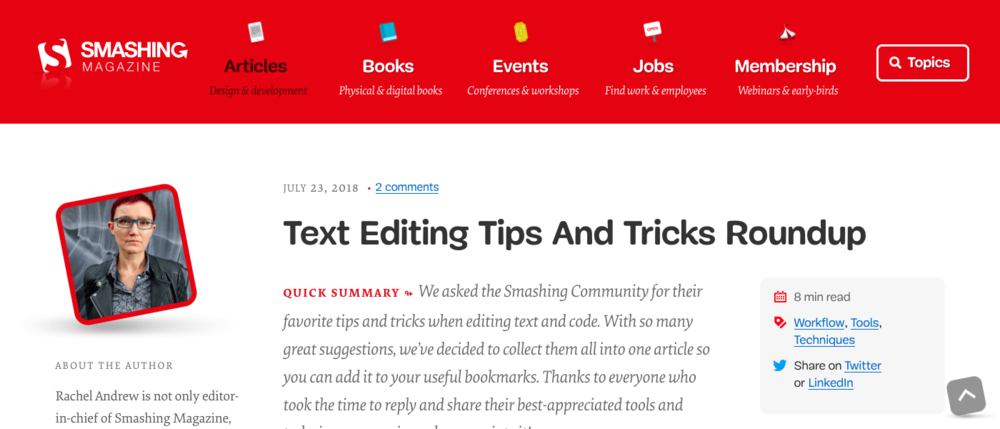 SMASHING
MAGAZINE
Articles
Design & development
Books
Physical & digital books
Events
Conferences & workshops
OPEN
Jobs
Find work & employees
Membership
Webinars & early-birds
Topics
JULY 23, 2018 • 2 comments
Text Editing Tips And Tricks Roundup
QUICK SUMMARY ↬ We asked the Smashing Community for their
favorite tips and tricks when editing text and code. With so many
great suggestions, we’ve decided to collect them all into one article so
you can add it to your useful bookmarks. Thanks to everyone who
took the time to reply and share their best-appreciated tools and
8 min read
Workflow, Tools,
Techniques
Share on Twitter
or LinkedIn
ABOUT THE AUTHOR
Rachel Andrew is not only editor-
in-chief of Smashing Magazine,